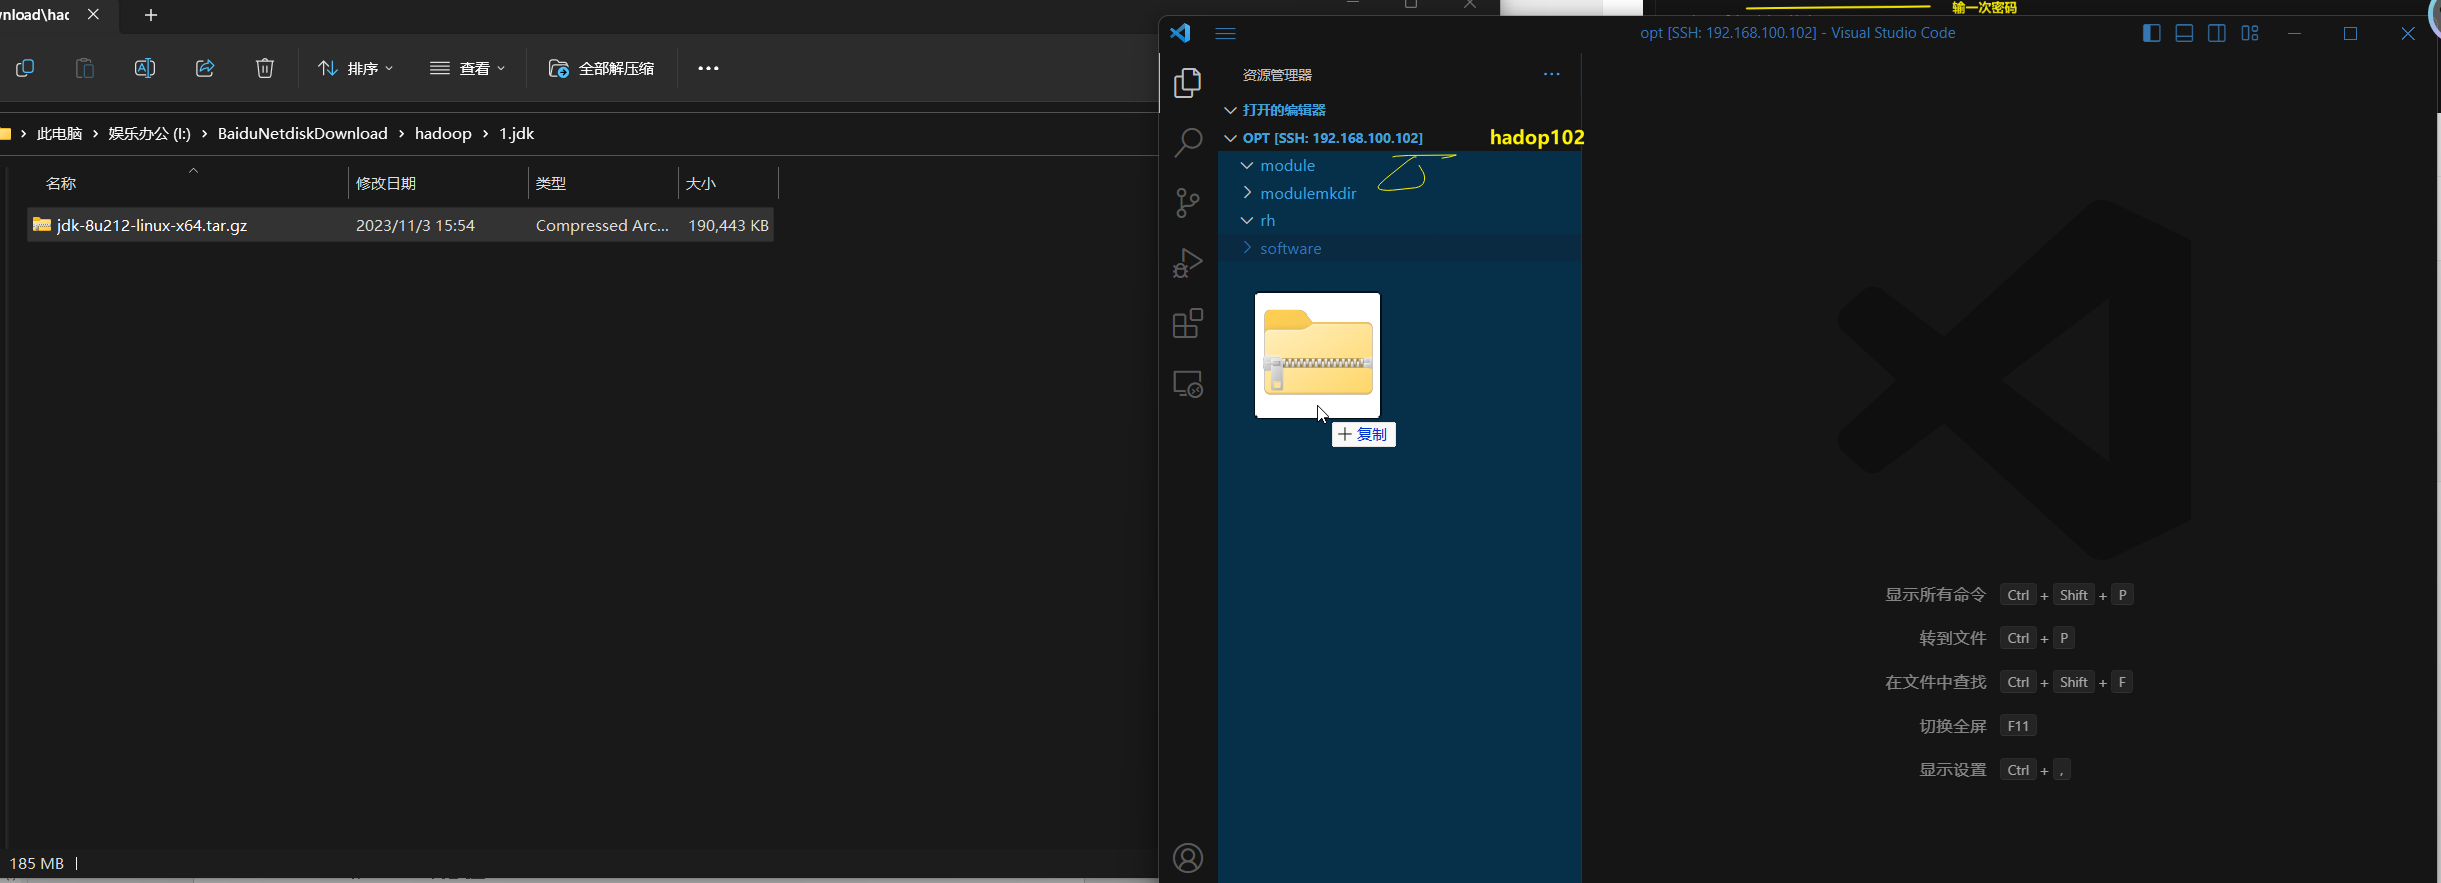 wnload\hac
排序
查看
全部解压缩
此电脑 > 娱乐办公 (I:) > BaiduNetdiskDownload > hadoop > 1.jdk
名称 修改日期 类型 大小
jdk-8u212-linux-x64.tar.gz 2023/11/3 15:54 Compressed Arc... 190,443 KB
185 MB
输一次密码
opt [SSH: 192.168.100.102] - Visual Studio Code
资源管理器
打开的编辑器
OPT [SSH: 192.168.100.102]
hadop102
module
modulemkdir
rh
software
复制
显示所有命令 Ctrl + Shift + P
转到文件 Ctrl + P
在文件中查找 Ctrl + Shift + F
切换全屏 F11
显示设置 Ctrl + ,